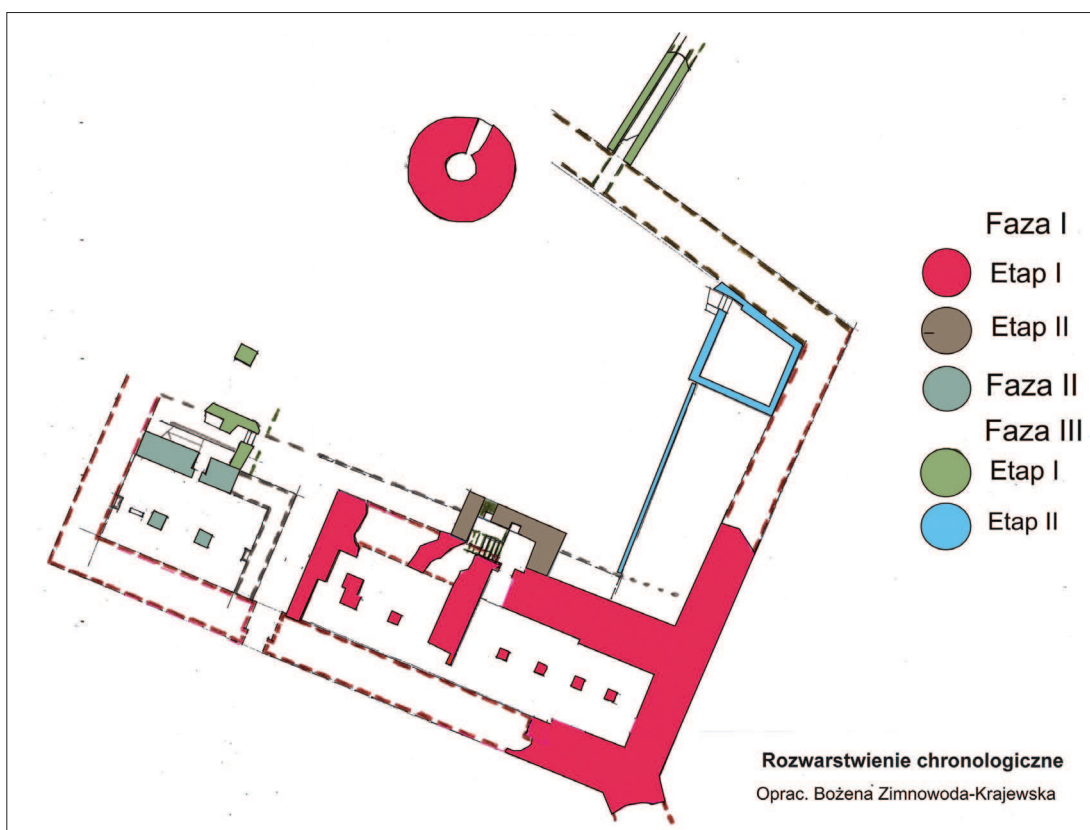 Faza I
Etap I
Etap II
Faza II
Faza III
Etap I
Etap II
Rozwarstwienie chronologiczne
Oprac. Bożena Zimnowoda-Krajewska